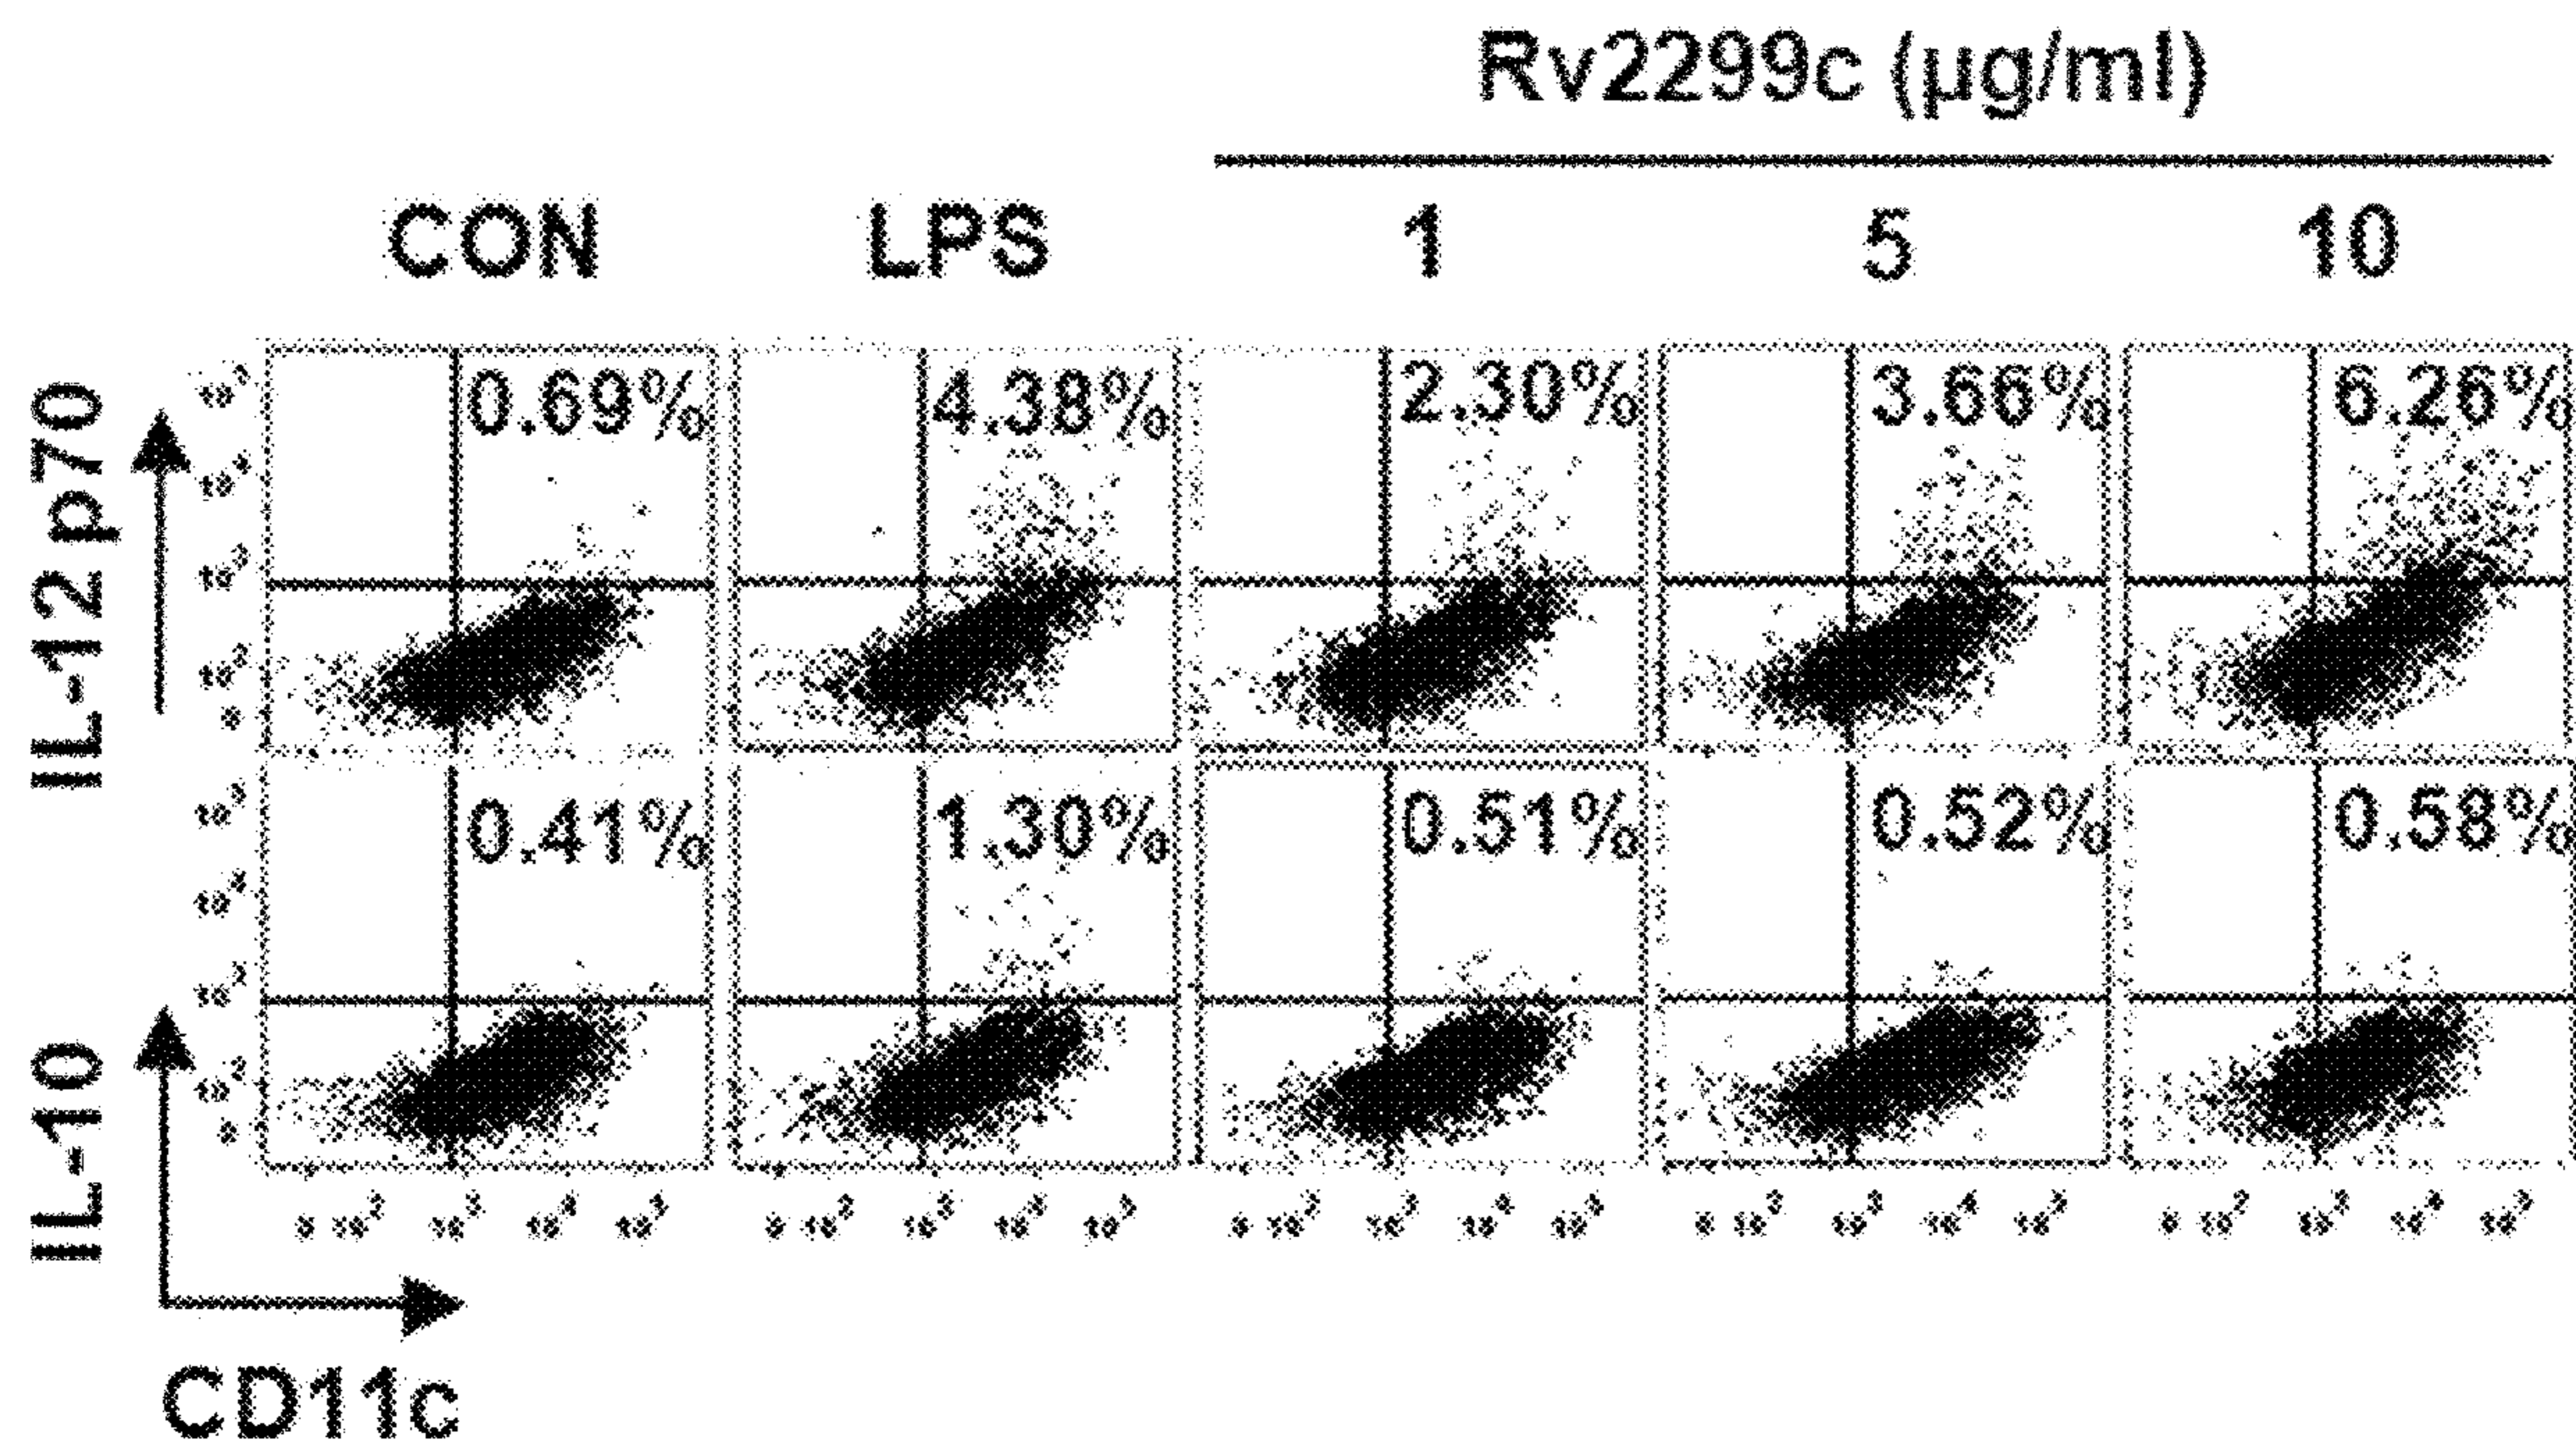 Rv2299c (µg/ml)
CON LPS 1 5 10
IL-12 p70
0.69% 4.38% 2.30% 3.66% 6.26%
IL-10
0.41% 1.30% 0.51% 0.52% 0.58%
CD11c